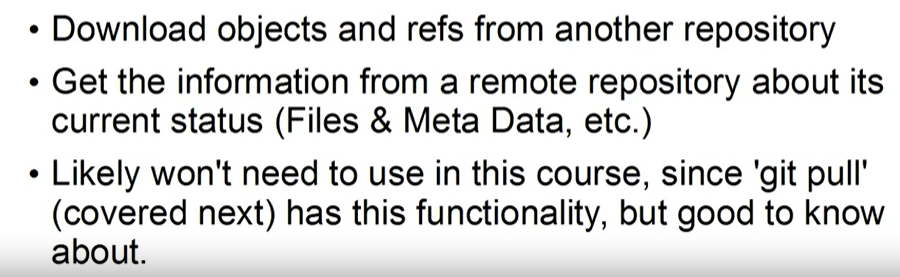 • Download objects and refs from another repository
• Get the information from a remote repository about its
current status (Files & Meta Data, etc.)
• Likely won't need to use in this course, since 'git pull'
(covered next) has this functionality, but good to know
about.